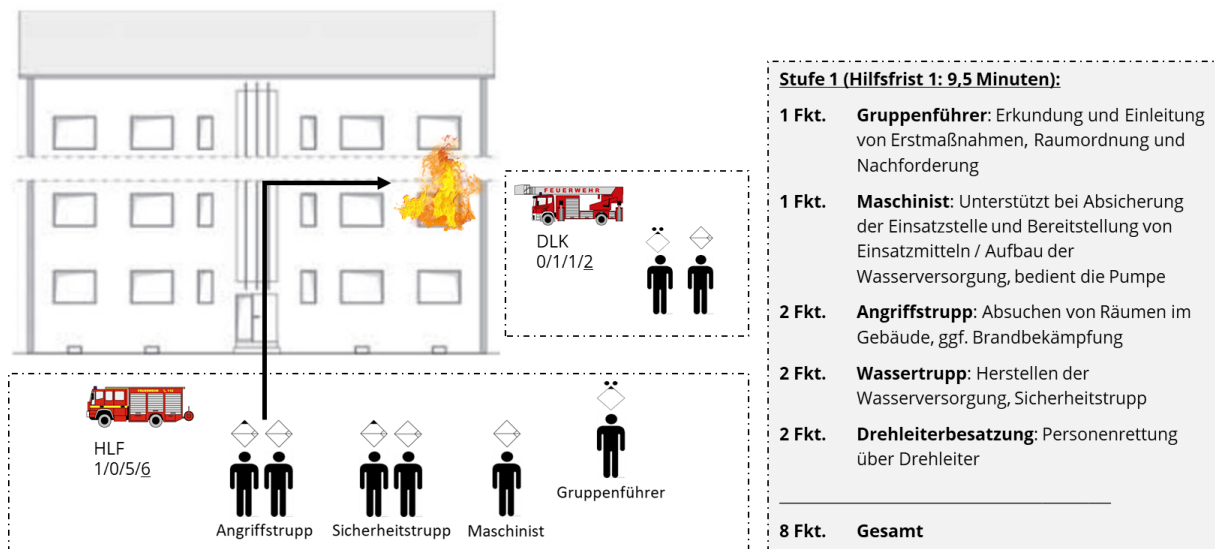 FEUERWEHR
DLK
0/1/1/2
HLF
1/0/5/6
Angriffstrupp
Sicherheitstrupp
Maschinist
Gruppenführer
Stufe 1 (Hilfsfrist 1: 9,5 Minuten):
1 Fkt. Gruppenführer: Erkundung und Einleitung
von Erstmaßnahmen, Raumordnung und
Nachforderung
1 Fkt. Maschinist: Unterstützt bei Absicherung
der Einsatzstelle und Bereitstellung von
Einsatzmitteln / Aufbau der
Wasserversorgung, bedient die Pumpe
2 Fkt. Angriffstrupp: Absuchen von Räumen im
Gebäude, ggf. Brandbekämpfung
2 Fkt. Wassertrupp: Herstellen der
Wasserversorgung, Sicherheitstrupp
2 Fkt. Drehleiterbesatzung: Personenrettung
über Drehleiter
8 Fkt. Gesamt